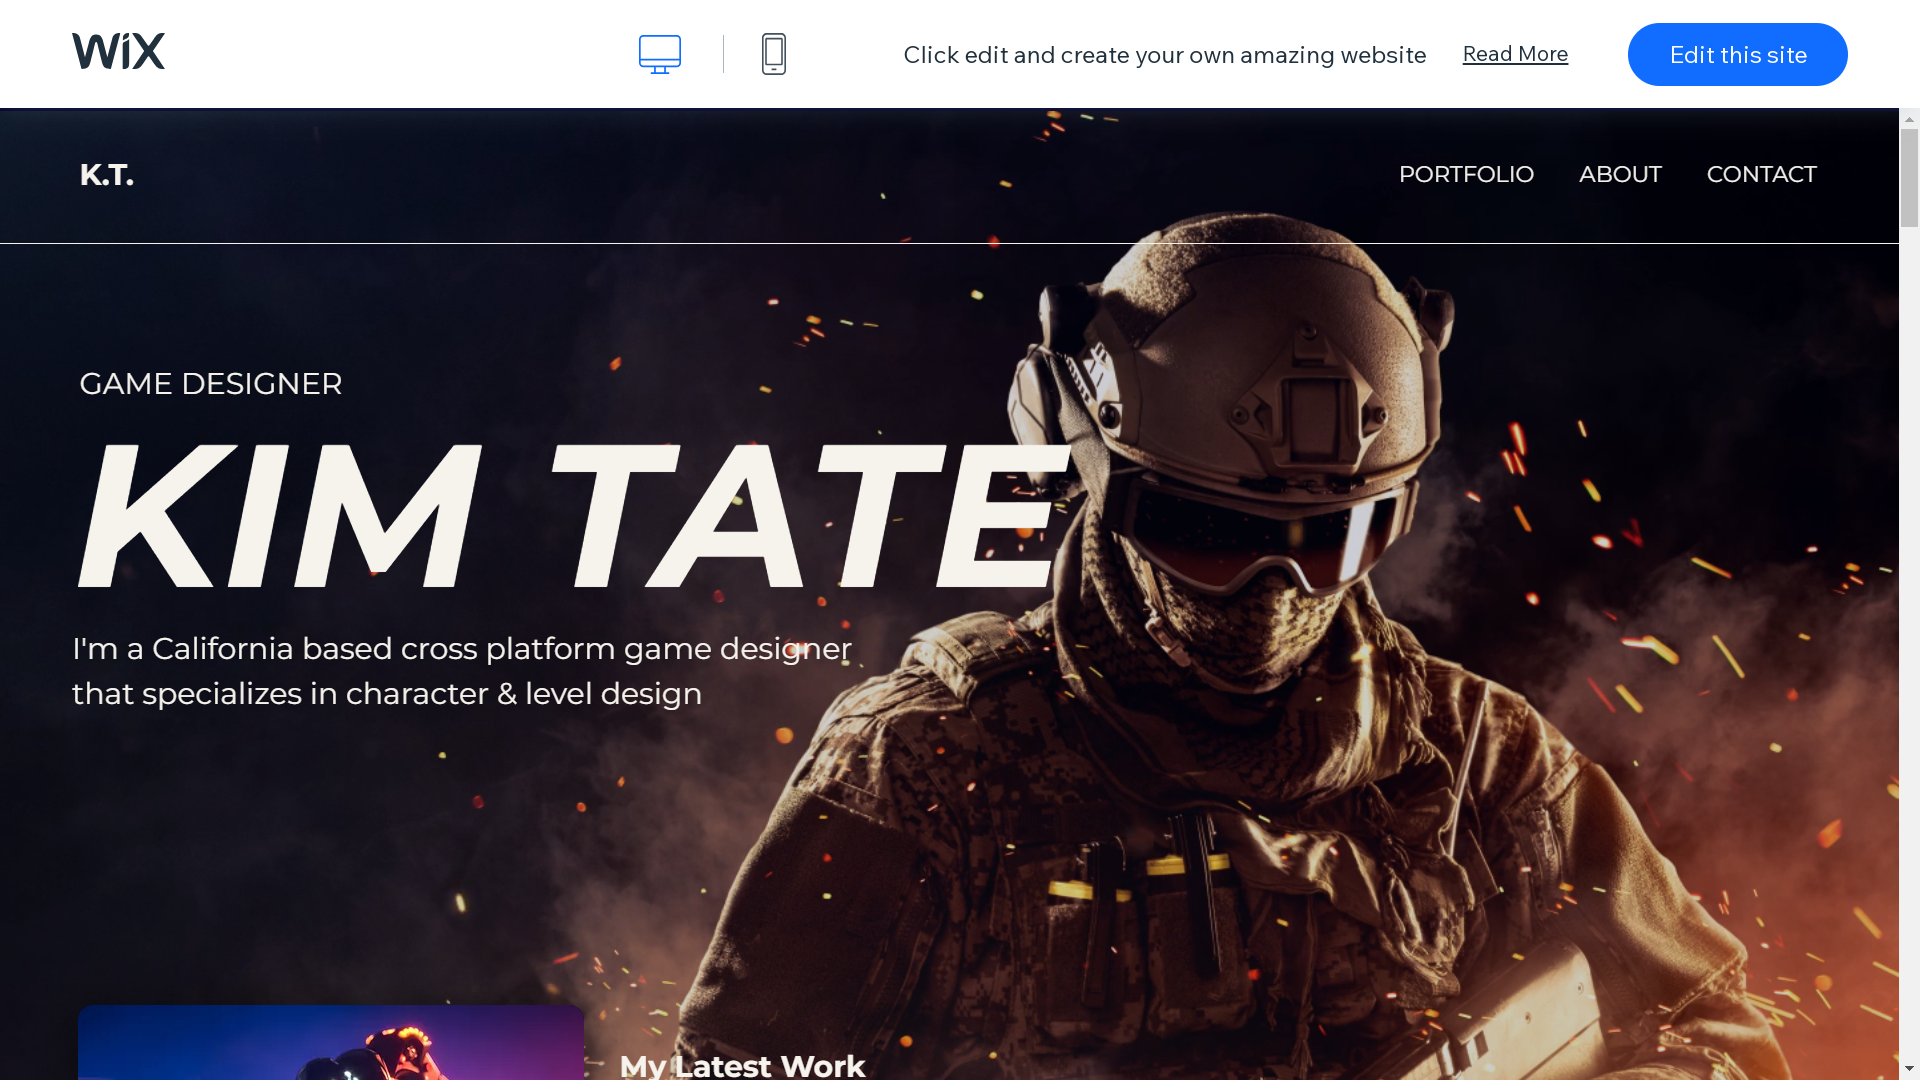 WiX
Click edit and create your own amazing website
Read More
Edit this site
K.T.
PORTFOLIO
ABOUT
CONTACT
GAME DESIGNER
KIM TATE
I'm a California based cross platform game designer
that specializes in character & level design
My Latest Work